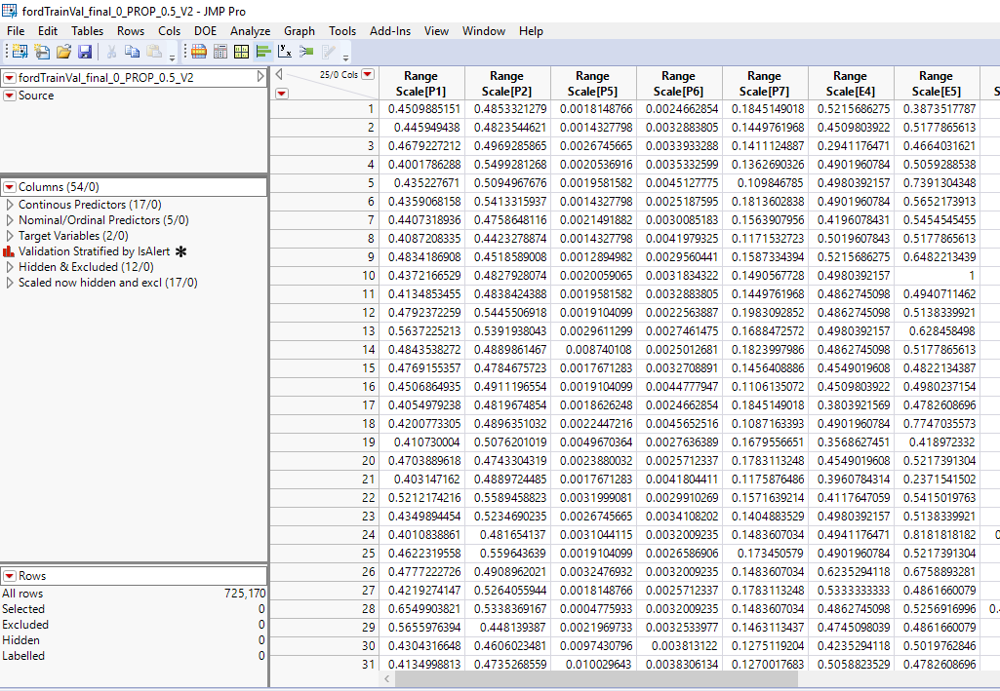 fordTrainVal_final_0_PROP_0.5_V2 - JMP Pro
File Edit Tables Rows Cols DOE Analyze Graph Tools Add-Ins View Window Help
fordTrainVal_final_0_PROP_0.5_V2
Source
Columns (54/0)
Continous Predictors (17/0)
Nominal/Ordinal Predictors (5/0)
Target Variables (2/0)
Validation Stratified by IsAlert ✱
Hidden & Excluded (12/0)
Scaled now hidden and excl (17/0)
Rows
All rows 725,170
Selected 0
Excluded 0
Hidden 0
Labelled 0
25/0 Cols
Range Scale[P1] Range Scale[P2] Range Scale[P5] Range Scale[P6] Range Scale[P7] Range Scale[E4] Range Scale[E5] S
1 0.4509885151 0.4853321279 0.0018148766 0.0024662854 0.1845149018 0.5215686275 0.3873517787
2 0.445949438 0.4823544621 0.0014327798 0.0032883805 0.1449761968 0.4509803922 0.5177865613
3 0.4679227212 0.4969285865 0.0026745665 0.0033933288 0.1411124887 0.2941176471 0.4664031621
4 0.4001786288 0.5499281268 0.0020536916 0.0035332599 0.1362690326 0.4901960784 0.5059288538
5 0.435227671 0.5094967676 0.0019581582 0.0045127775 0.109846785 0.4980392157 0.7391304348
6 0.4359068158 0.5413315937 0.0014327798 0.0025187595 0.1813602838 0.4901960784 0.5652173913
7 0.4407318936 0.4758648116 0.0021491882 0.0030085183 0.1563907956 0.4196078431 0.5454545455
8 0.4087208335 0.4423278874 0.0014327798 0.0041979325 0.1171532723 0.5019607843 0.5177865613
9 0.4834186908 0.4518589008 0.0012894982 0.0029560441 0.1587334394 0.5215686275 0.6482213439
10 0.4372166529 0.4827928074 0.0020059065 0.0031834322 0.1490567728 0.4980392157 1
11 0.4134853455 0.4838424388 0.0019581582 0.0032883805 0.1449761968 0.4862745098 0.4940711462
12 0.4792372259 0.5445506918 0.0019104099 0.0022563887 0.1983092852 0.4862745098 0.5138339921
13 0.5637225213 0.5391938043 0.0029611299 0.0027461475 0.1688472572 0.4980392157 0.628458498
14 0.4843538272 0.4889861467 0.008740108 0.0025012681 0.1823997986 0.4862745098 0.5177865613
15 0.4769155357 0.4784675723 0.0017671283 0.0032708891 0.1456408886 0.4549019608 0.4822134387
16 0.4506864935 0.4911196554 0.0019104099 0.0044777947 0.1106135072 0.4509803922 0.4980237154
17 0.4054979238 0.4819674854 0.0018626248 0.0024662854 0.1845149018 0.3803921569 0.4782608696
18 0.4200773305 0.4896351032 0.0022447216 0.0045652516 0.1087163393 0.4901960784 0.7747035573
19 0.410730004 0.5076201019 0.0049670364 0.0027636389 0.1679556651 0.3568627451 0.418972332
20 0.4703889618 0.4744330419 0.0023880032 0.0025712337 0.1783113248 0.4549019608 0.5217391304
21 0.403147162 0.4889724485 0.0017671283 0.0041804411 0.1175876486 0.3960784314 0.2371541502
22 0.5212174216 0.5589458823 0.0031999081 0.0029910269 0.1571639214 0.4117647059 0.5415019763
23 0.4349894454 0.5234690235 0.0026745665 0.0034108202 0.1404883529 0.4980392157 0.5138339921
24 0.4010838861 0.481654137 0.0031044115 0.0032009235 0.1483607034 0.4941176471 0.8181818182
25 0.4622319558 0.559643639 0.0019104099 0.0026586906 0.173450579 0.4901960784 0.5217391304
26 0.4777222726 0.4908962021 0.0032476932 0.0032009235 0.1483607034 0.6235294118 0.6758893281
27 0.4219274147 0.5264055944 0.0018148766 0.0025712337 0.1783113248 0.5333333333 0.4861660079
28 0.6549903821 0.5338369167 0.0004775933 0.0032009235 0.1483607034 0.4862745098 0.5256916996
29 0.5655976394 0.448139387 0.0021969733 0.0032533977 0.1463113437 0.4745098039 0.4861660079
30 0.4304316648 0.4606023481 0.0097430796 0.003813122 0.1275119204 0.4235294118 0.5019762846
31 0.4134998813 0.4735268559 0.010029643 0.0038306134 0.1270017683 0.5058823529 0.4782608696